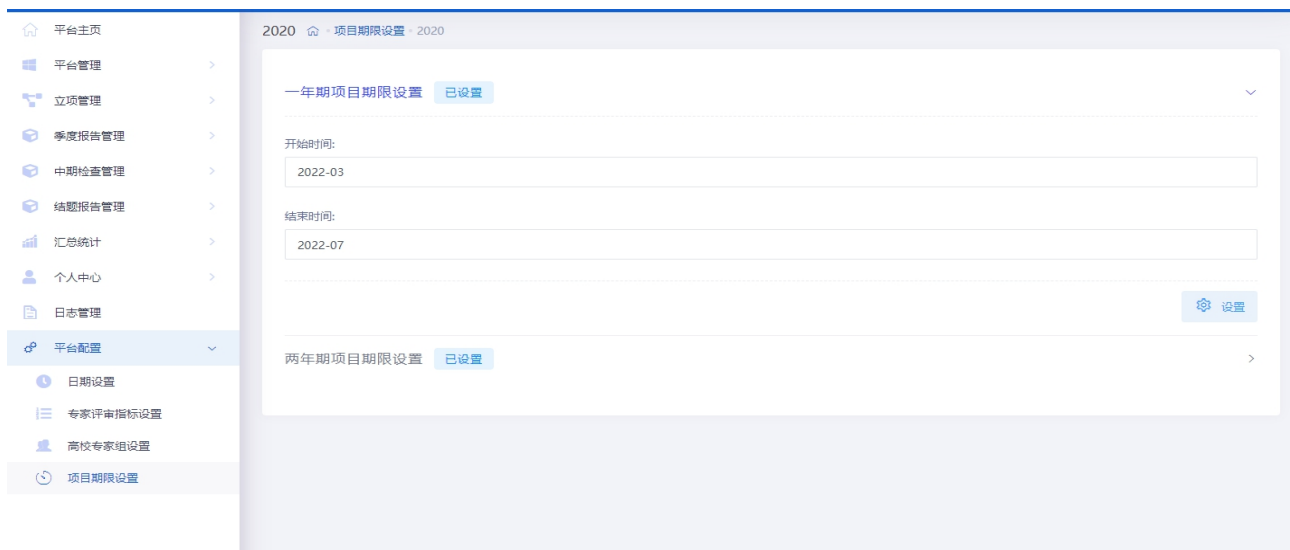 平台主页
平台管理
立项管理
季度报告管理
中期检查管理
结题报告管理
汇总统计
个人中心
日志管理
平台配置
日期设置
专家评审指标设置
高校专家组设置
项目期限设置
2020 - 项目期限设置 - 2020
一年期项目期限设置 已设置
开始时间:
2022-03
结束时间:
2022-07
设置
两年期项目期限设置 已设置